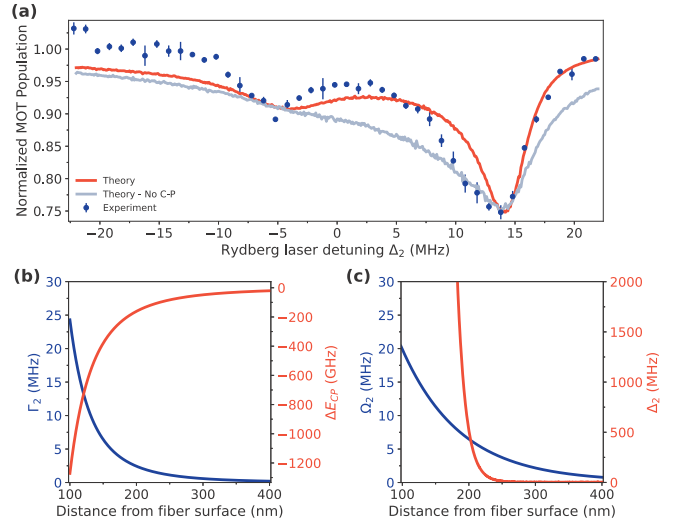 (a)
Normalized MOT Population
1.00
0.95
0.90
0.85
0.80
0.75
Theory
Theory - No C-P
Experiment
−20 −15 −10 −5 0 5 10 15 20
Rydberg laser detuning Δ₂ (MHz)
(b)
Γ₂ (MHz)
30
25
20
15
10
5
0
0
−200
−400
−600
−800
−1000
−1200
ΔE_CP (GHz)
100 200 300 400
Distance from fiber surface (nm)
(c)
Ω₂ (MHz)
30
25
20
15
10
5
0
2000
1500
1000
500
0
Δ₂ (MHz)
100 200 300 400
Distance from fiber surface (nm)